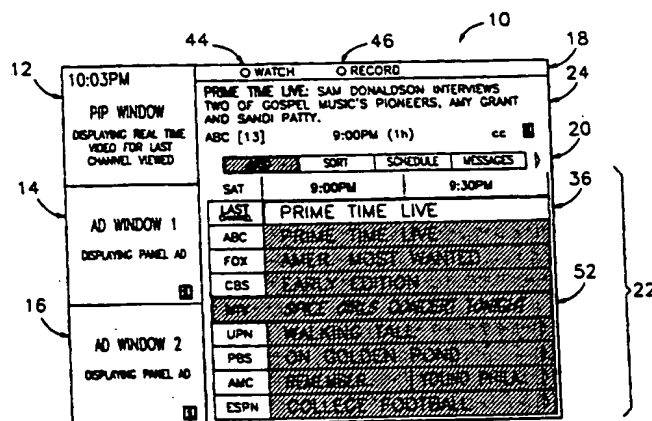 44
46
10
12
18
24
14
20
36
16
52
22
10:03PM
PIP WINDOW
DISPLAYING REAL TIME
VIDEO FOR LAST
CHANNEL VIEWED
AD WINDOW 1
DISPLAYING PANEL AD
AD WINDOW 2
DISPLAYING PANEL AD
WATCH RECORD
PRIME TIME LIVE: SAM DONALDSON INTERVIEWS
TWO OF GOSPEL MUSIC'S PIONEERS, AMY GRANT
AND SANDI PATTY.
ABC [13] 9:00PM (1h) cc
SORT SCHEDULE MESSAGES
SAT 9:00PM 9:30PM
LAST CHANNEL PRIME TIME LIVE
ABC PRIME TIME LIVE
FOX AMER. MOST WANTED
CBS EARLY EDITION
MTV SPICE GIRLS CONCERT TONIGHT
UPN WALKING TALL
PBS ON GOLDEN POND
AMC REMEMBER. YOUNG PHILA.
ESPN COLLEGE FOOTBALL